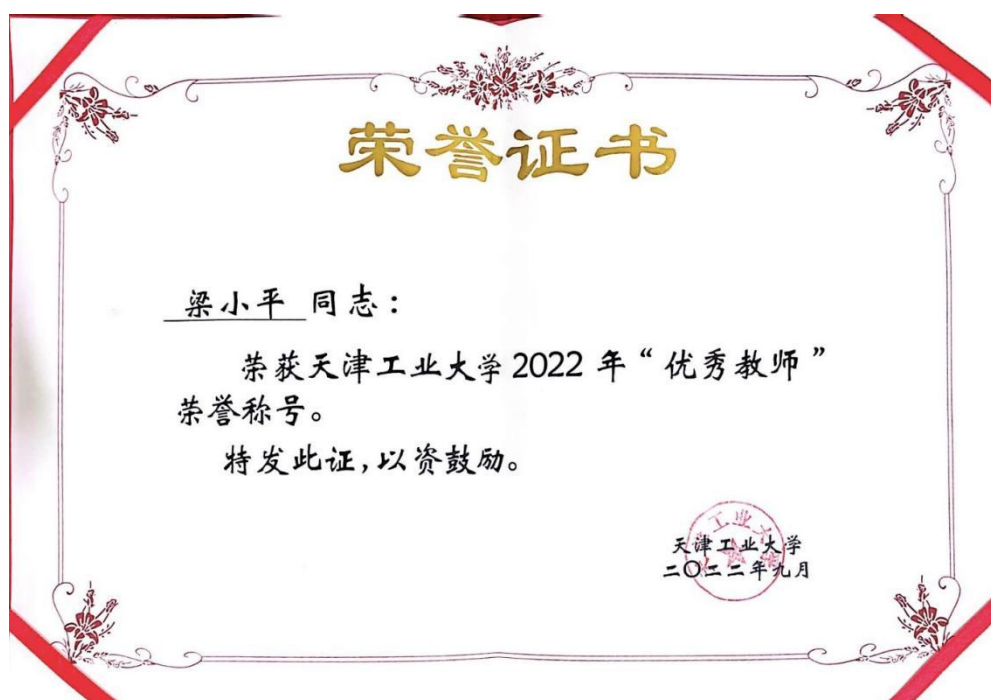 荣誉证书
梁小平 同志：
荣获天津工业大学2022 年“优秀教师”
荣誉称号。
特发此证,以资鼓励。
天津工业大学
二〇二二年九月